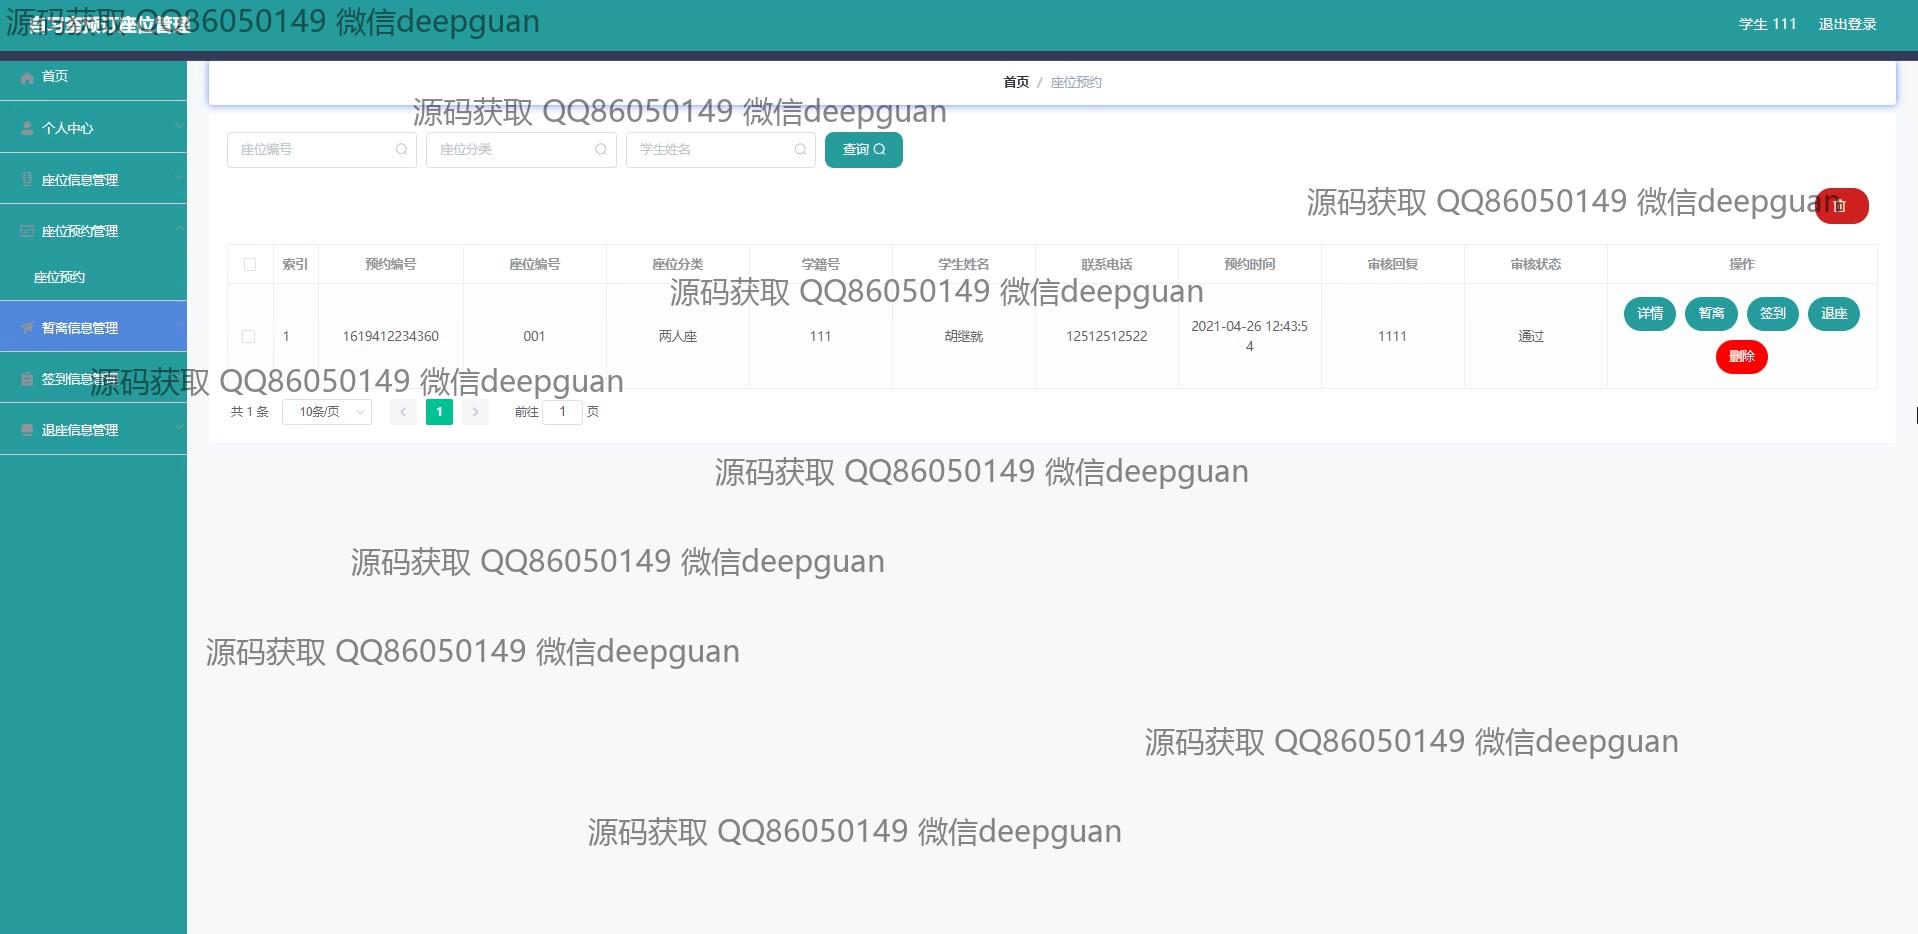 源码获取 QQ86050149 微信deepguan
学生 111 退出登录
首页
个人中心
座位信息管理
座位预约管理
座位预约
暂离信息管理
签到信息管理
退座信息管理
首页 / 座位预约
源码获取 QQ86050149 微信deepguan
座位编号 座位分类 学生姓名 查询
源码获取 QQ86050149 微信deepguan
索引 预约编号 座位编号 座位分类 学籍号 学生姓名 联系电话 预约时间 审核回复 审核状态 操作
源码获取 QQ86050149 微信deepguan
1 1619412234360 001 两人座 111 胡继就 12512512522 2021-04-26 12:43:5
4 1111 通过
详情 暂离 签到 退座
删除
源码获取 QQ86050149 微信deepguan
共 1 条 10条/页 1 前往 1 页
源码获取 QQ86050149 微信deepguan
源码获取 QQ86050149 微信deepguan
源码获取 QQ86050149 微信deepguan
源码获取 QQ86050149 微信deepguan
源码获取 QQ86050149 微信deepguan